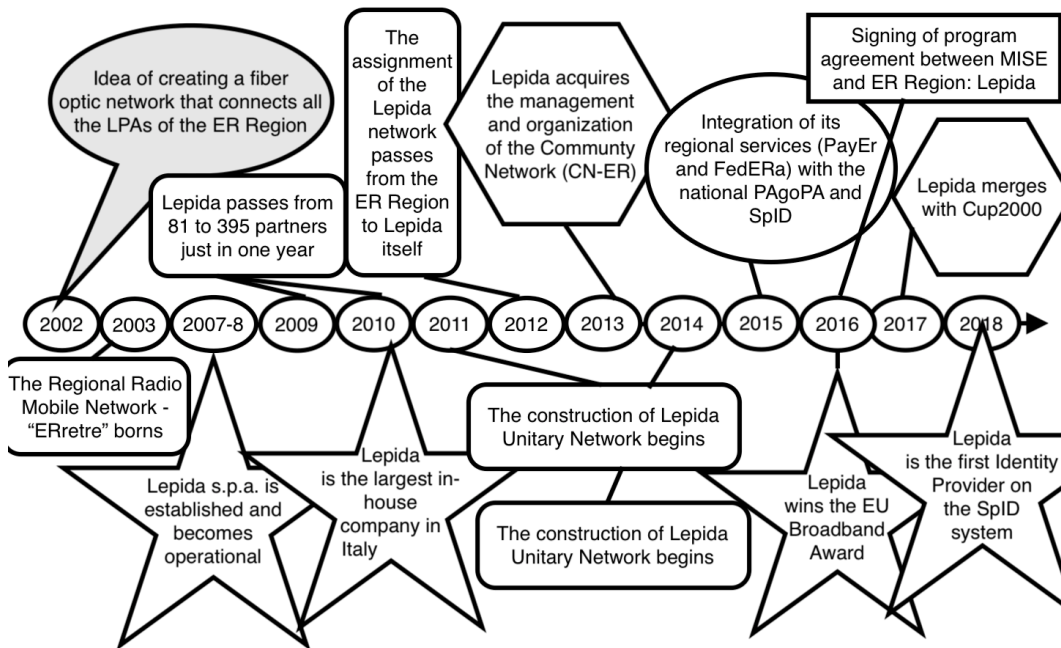 Idea of creating a fiber
optic network that connects all
the LPAs of the ER Region
Lepida passes from
81 to 395 partners
just in one year
The
assignment
of the
Lepida
network
passes
from the
ER Region
to Lepida
itself
Lepida acquires
the management
and organization
of the Communty
Network (CN-ER)
Integration of its
regional services (PayEr
and FedERa) with the
national PAgoPA and
SpID
Signing of program
agreement between MISE
and ER Region: Lepida
Lepida merges
with Cup2000
2002 2003 2007-8 2009 2010 2011 2012 2013 2014 2015 2016 2017 2018
The Regional Radio
Mobile Network -
“ERretre” borns
Lepida s.p.a. is
established and
becomes
operational
Lepida
is the largest in-
house
company in
Italy
The construction of Lepida
Unitary Network begins
The construction of Lepida
Unitary Network begins
Lepida
wins the EU
Broadband
Award
Lepida
is the first Identity
Provider on
the SpID
system